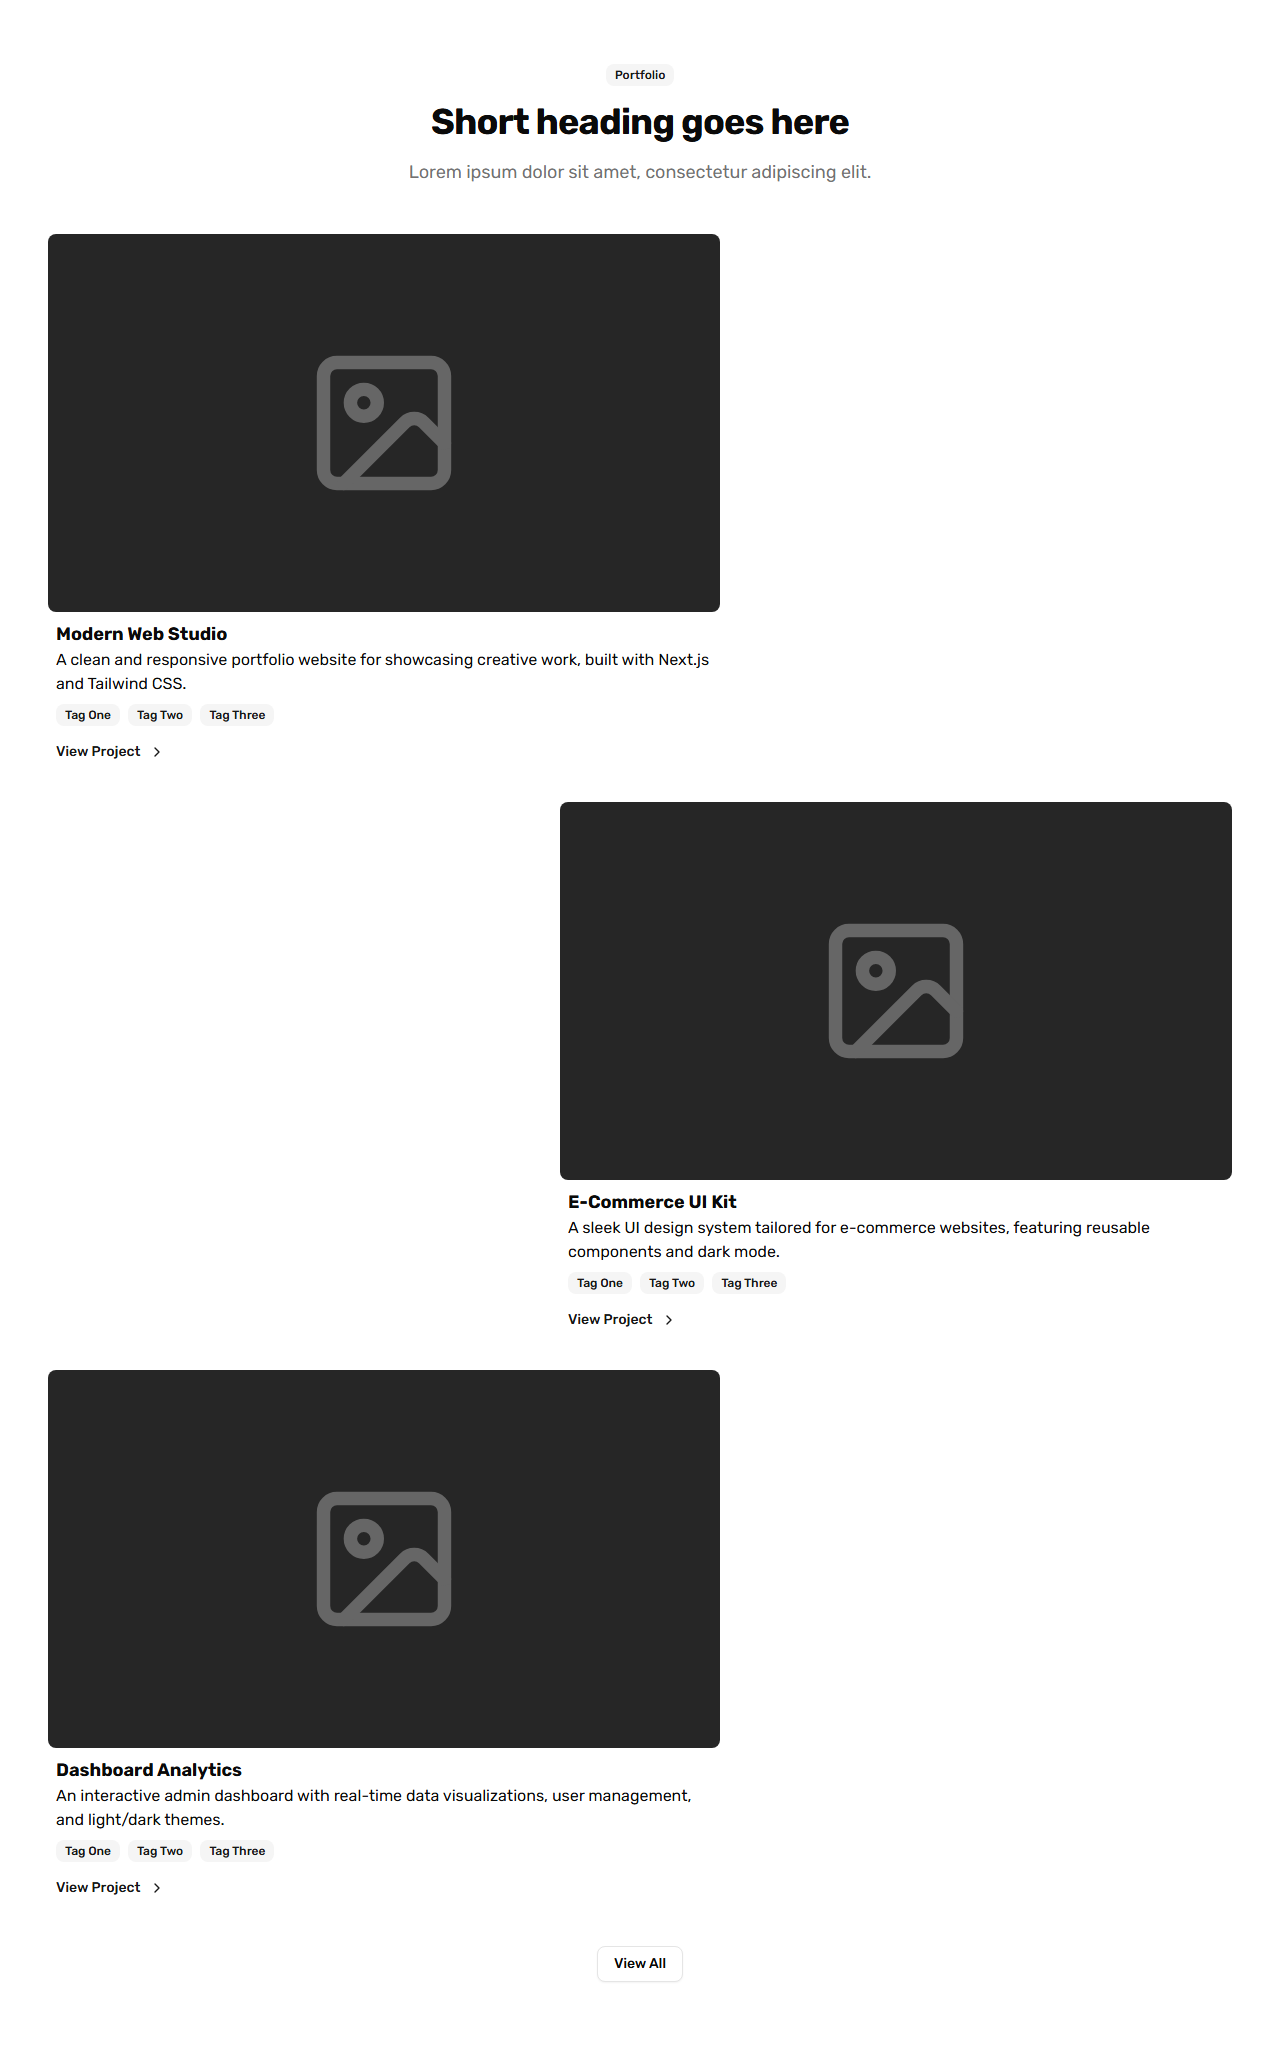 Portfolio
Short heading goes here
Lorem ipsum dolor sit amet, consectetur adipiscing elit.
Modern Web Studio
A clean and responsive portfolio website for showcasing creative work, built with Next.js
and Tailwind CSS.
Tag One Tag Two Tag Three
View Project
E-Commerce UI Kit
A sleek UI design system tailored for e-commerce websites, featuring reusable
components and dark mode.
Tag One Tag Two Tag Three
View Project
Dashboard Analytics
An interactive admin dashboard with real-time data visualizations, user management,
and light/dark themes.
Tag One Tag Two Tag Three
View Project
View All